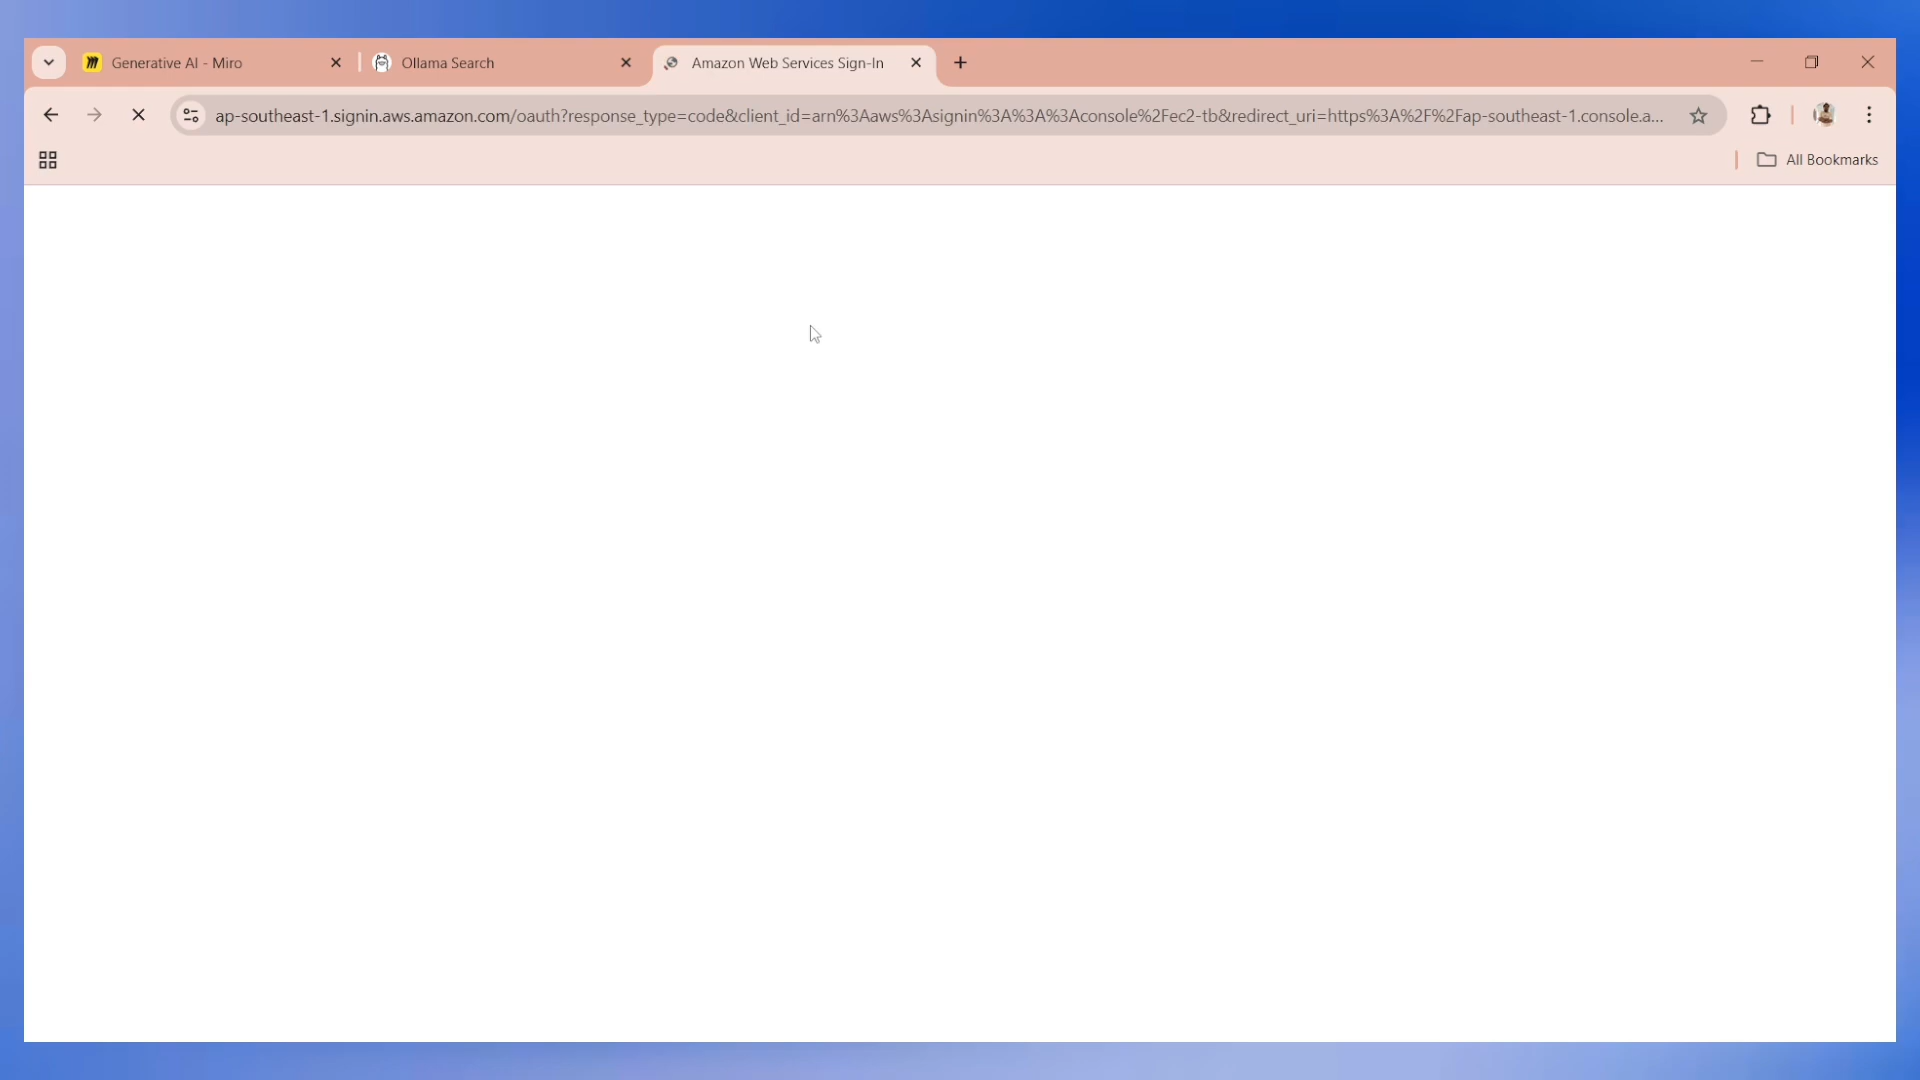 Generative AI - Miro
Ollama Search
Amazon Web Services Sign-In
ap-southeast-1.signin.aws.amazon.com/oauth?response_type=code&client_id=arn%3Aaws%3Asignin%3A%3A%3Aconsole%2Fec2-tb&redirect_uri=https%3A%2F%2Fap-southeast-1.console.a...
All Bookmarks